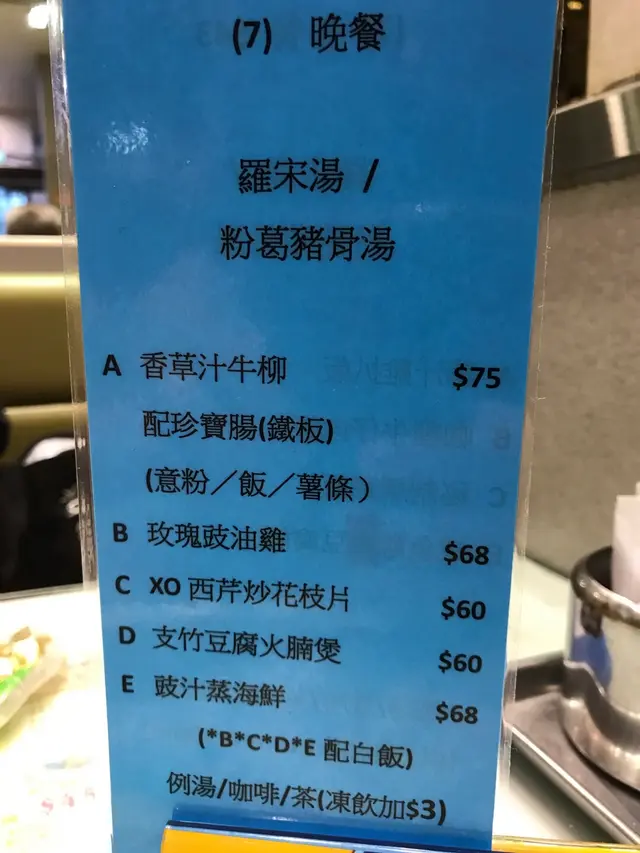 (7) 晚餐
羅宋湯 /
粉葛豬骨湯
A 香草汁牛柳 $75
配珍寶腸(鐵板)
(意粉／飯／薯條）
B 玫瑰豉油雞 $68
C XO 西芹炒花枝片 $60
D 支竹豆腐火腩煲 $60
E 豉汁蒸海鮮 $68
(*B*C*D*E 配白飯)
例湯/咖啡/茶(凍飲加$3)